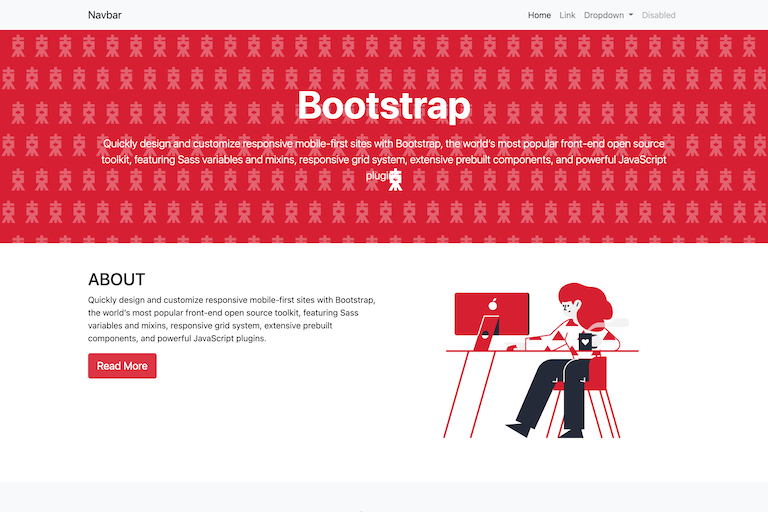 Navbar
Home Link Dropdown Disabled
Bootstrap
Quickly design and customize responsive mobile-first sites with Bootstrap, the world's most popular front-end open source
toolkit, featuring Sass variables and mixins, responsive grid system, extensive prebuilt components, and powerful JavaScript
ABOUT
Quickly design and customize responsive mobile-first sites with Bootstrap,
the world's most popular front-end open source toolkit, featuring Sass
variables and mixins, responsive grid system, extensive prebuilt
components, and powerful JavaScript plugins.
Read More